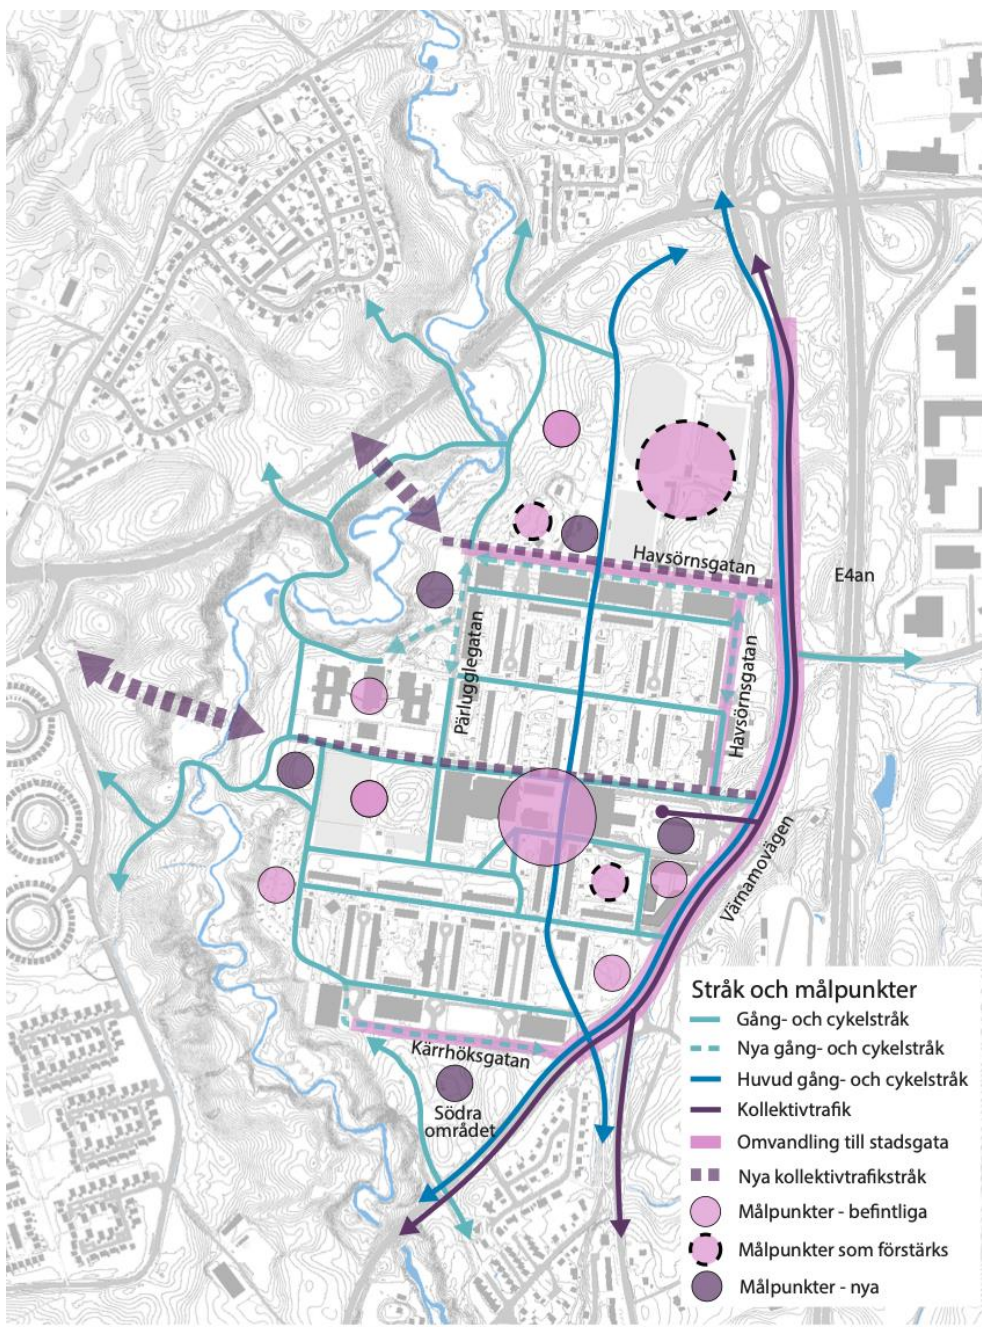 Havsörnsgatan
E4an
Pärlugglegatan
Havsörnsgatan
Värnamovägen
Kärrhöksgatan
Södra
området
Stråk och målpunkter
Gång- och cykelstråk
Nya gång- och cykelstråk
Huvud gång- och cykelstråk
Kollektivtrafik
Omvandling till stadsgata
Nya kollektivtrafikstråk
Målpunkter - befintliga
Målpunkter som förstärks
Målpunkter - nya